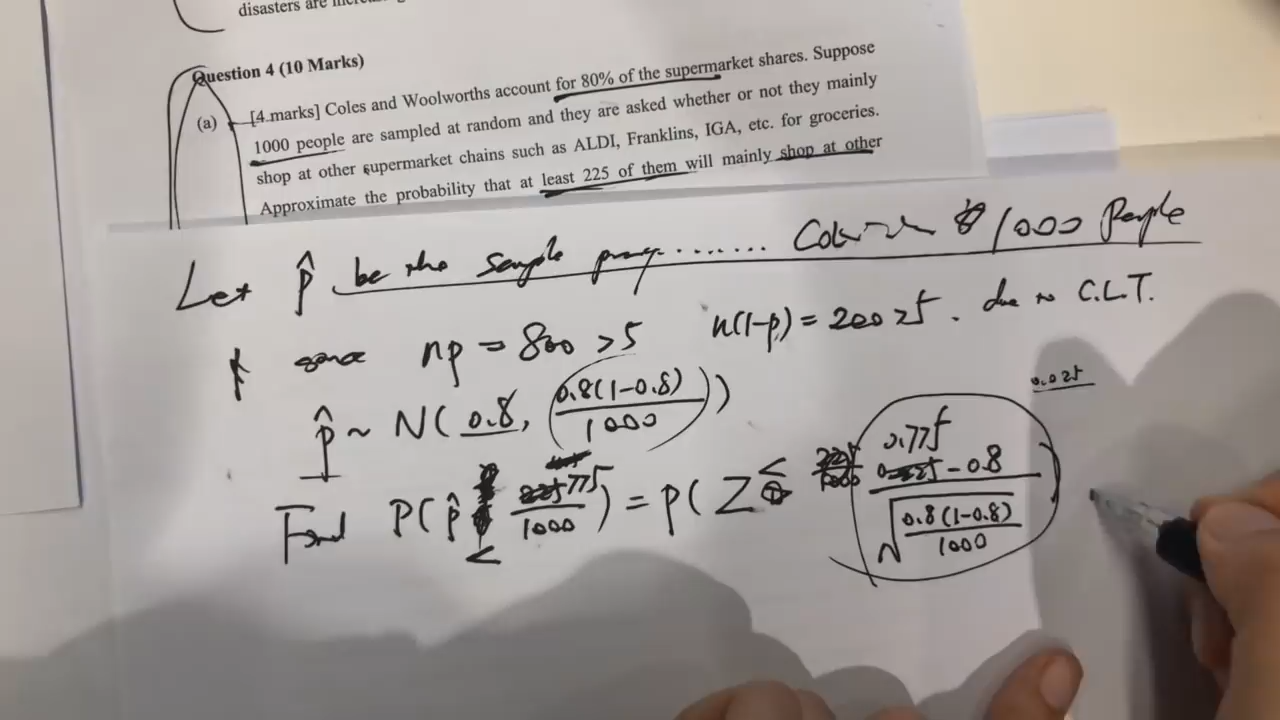 disasters are
Question 4 (10 Marks)
(a) [4 marks] Coles and Woolworths account for 80% of the supermarket shares. Suppose
1000 people are sampled at random and they are asked whether or not they mainly
shop at other supermarket chains such as ALDI, Franklins, IGA, etc. for groceries.
Approximate the probability that at least 225 of them will mainly shop at other
Let p̂ be the sample ........ 1000 People
since np = 800 >5 n(1-p) = 200 >5. due to C.L.T.
0.025
p̂ ~ N( 0.8, 0.8(1-0.8)/1000 )
Find P( p̂ < 775/1000 ) = P( Z < (0.775 - 0.8)/√(0.8(1-0.8)/1000)